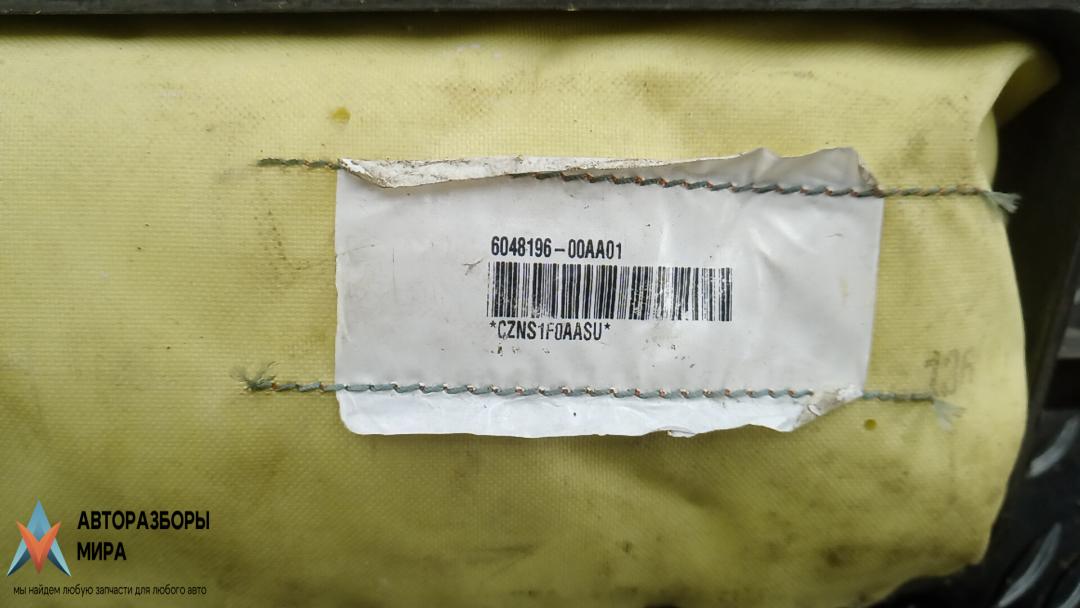 6048196-00AA01
*CZNS1F0AASU*
АВТОРАЗБОРЫ
МИРА
мы найдем любую запчасти для любого авто